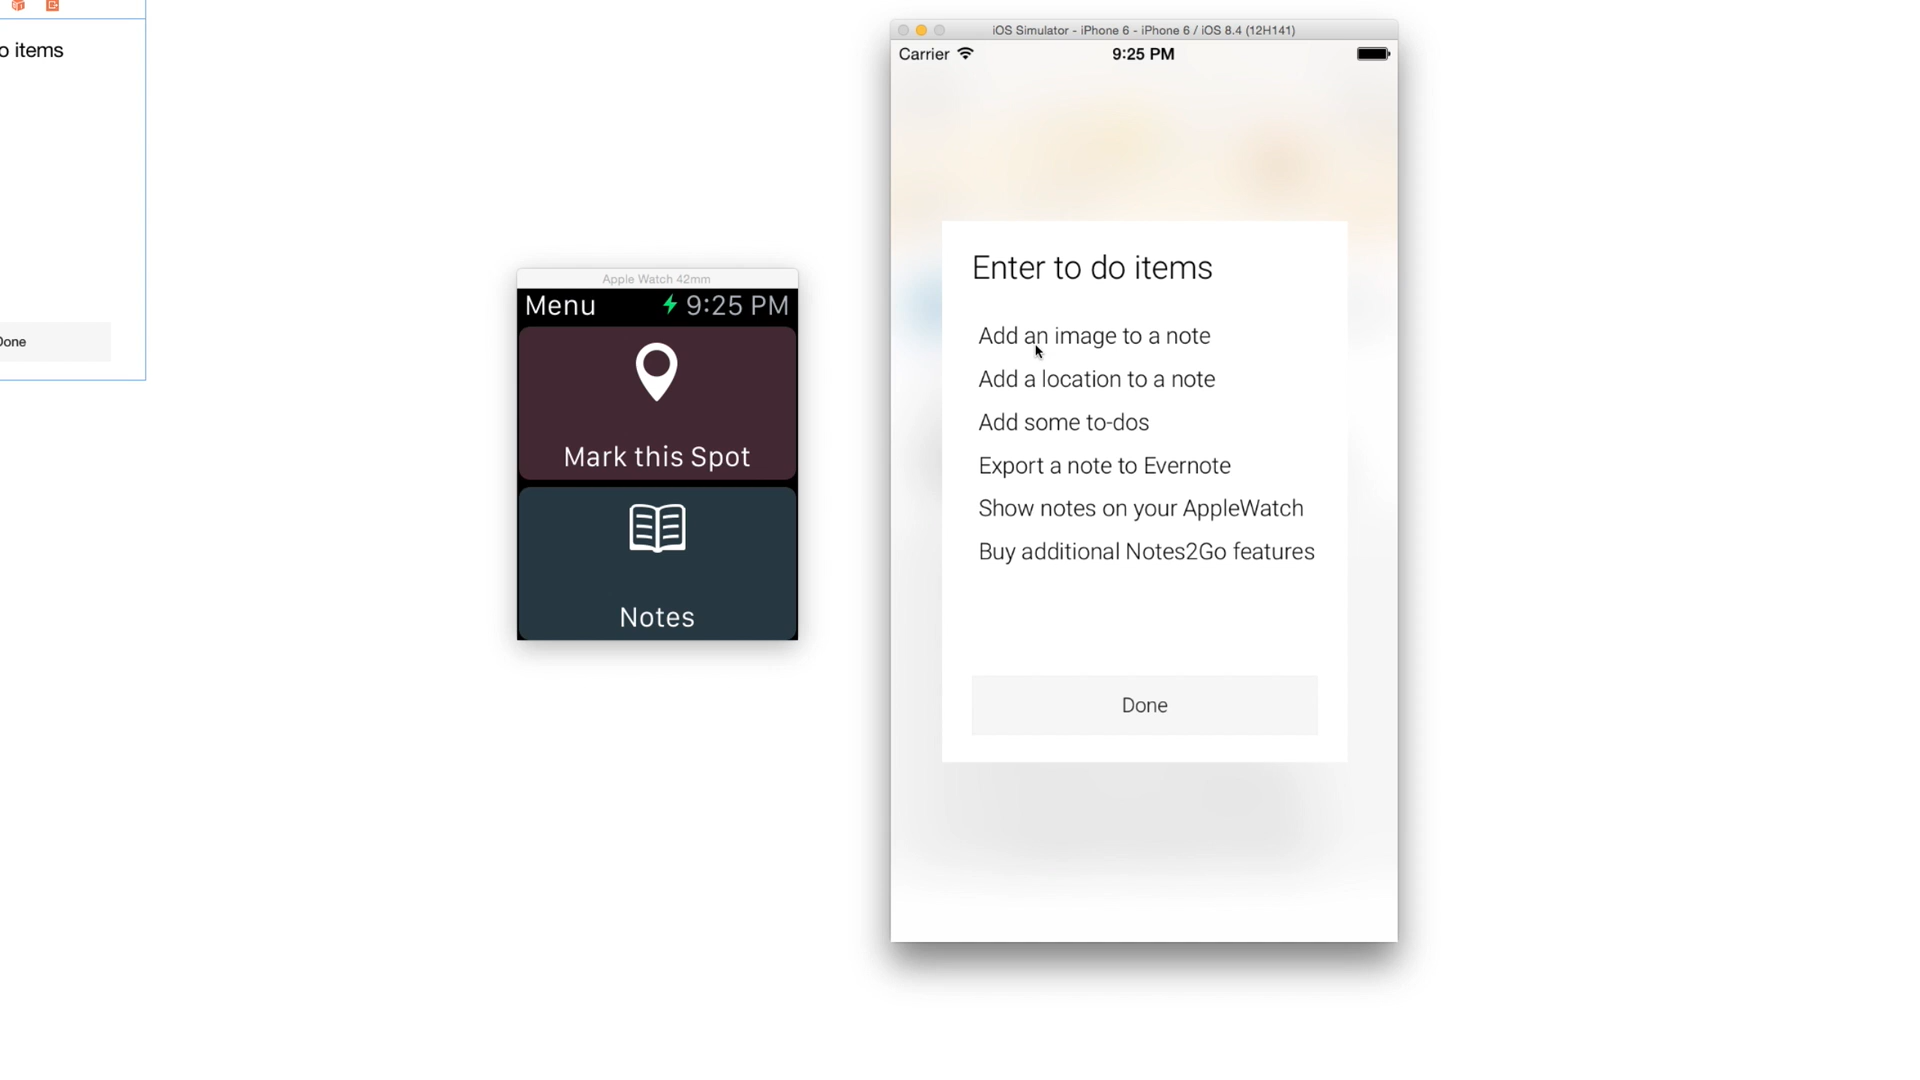 o items
Done
Apple Watch 42mm
Menu 9:25 PM
Mark this Spot
Notes
iOS Simulator - iPhone 6 - iPhone 6 / iOS 8.4 (12H141)
Carrier 9:25 PM
Enter to do items
Add an image to a note
Add a location to a note
Add some to-dos
Export a note to Evernote
Show notes on your AppleWatch
Buy additional Notes2Go features
Done